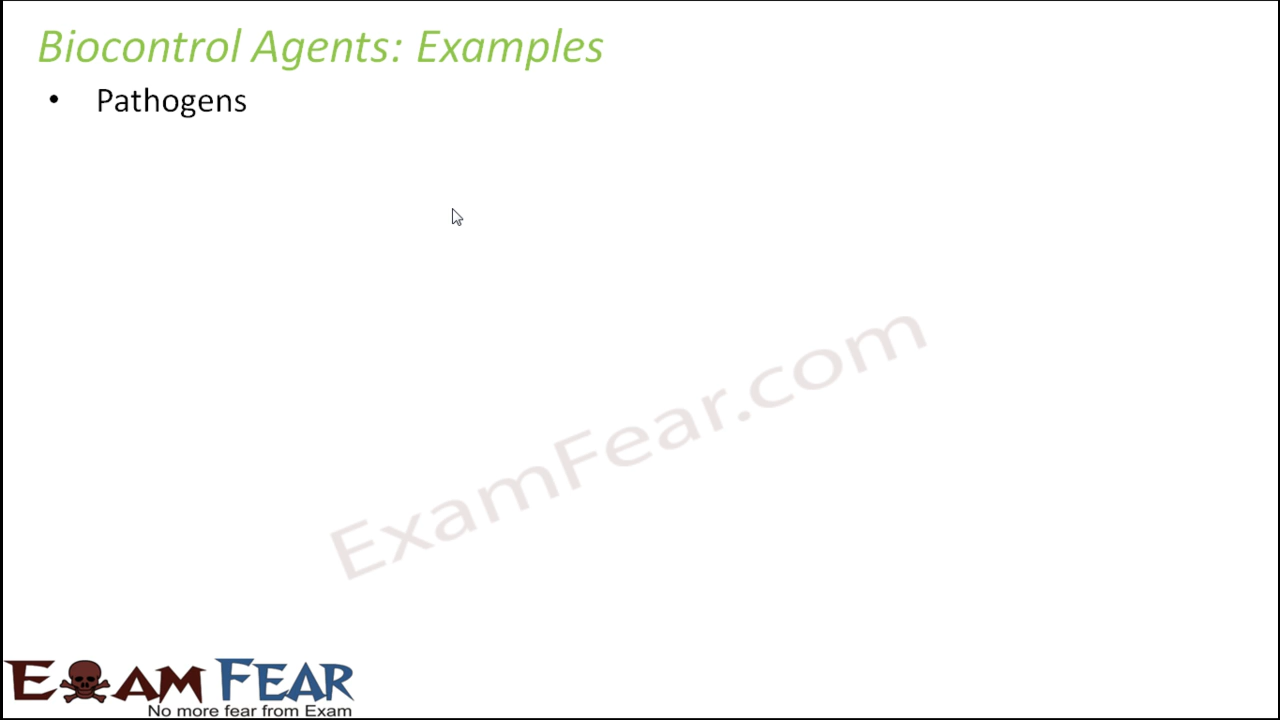 Biocontrol Agents: Examples
• Pathogens
ExamFear.com
EXAM FEAR
No more fear from Exam